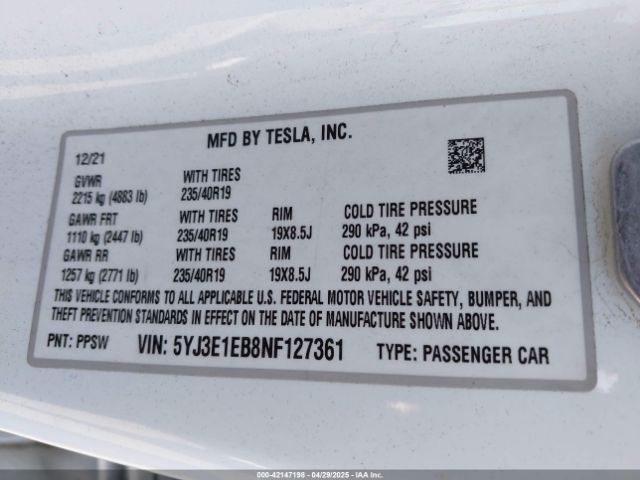 MFD BY TESLA, INC.
12/21
GVWR WITH TIRES
2215 kg (4883 lb) 235/40R19
GAWR FRT WITH TIRES RIM COLD TIRE PRESSURE
1110 kg (2447 lb) 235/40R19 19X8.5J 290 kPa, 42 psi
GAWR RR WITH TIRES RIM COLD TIRE PRESSURE
1257 kg (2771 lb) 235/40R19 19X8.5J 290 kPa, 42 psi
THIS VEHICLE CONFORMS TO ALL APPLICABLE U.S. FEDERAL MOTOR VEHICLE SAFETY, BUMPER, AND
THEFT PREVENTION STANDARDS IN EFFECT ON THE DATE OF MANUFACTURE SHOWN ABOVE.
PNT: PPSW VIN: 5YJ3E1EB8NF127361 TYPE: PASSENGER CAR
000-42147198 - 04/29/2025 - IAAI.COM